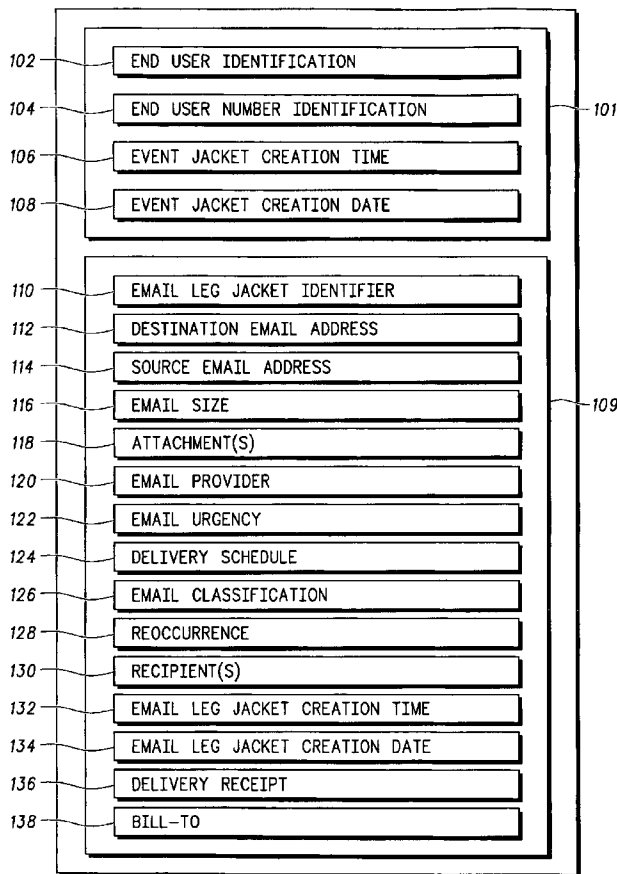 102 END USER IDENTIFICATION
104 END USER NUMBER IDENTIFICATION 101
106 EVENT JACKET CREATION TIME
108 EVENT JACKET CREATION DATE
110 EMAIL LEG JACKET IDENTIFIER
112 DESTINATION EMAIL ADDRESS
114 SOURCE EMAIL ADDRESS
116 EMAIL SIZE 109
118 ATTACHMENT(S)
120 EMAIL PROVIDER
122 EMAIL URGENCY
124 DELIVERY SCHEDULE
126 EMAIL CLASSIFICATION
128 REOCCURRENCE
130 RECIPIENT(S)
132 EMAIL LEG JACKET CREATION TIME
134 EMAIL LEG JACKET CREATION DATE
136 DELIVERY RECEIPT
138 BILL-TO